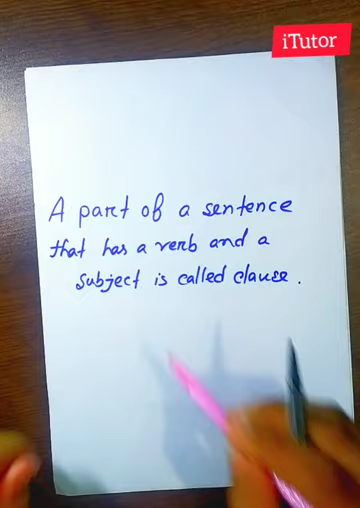 iTutor
A part of a sentence
that has a verb and a
subject is called clause.